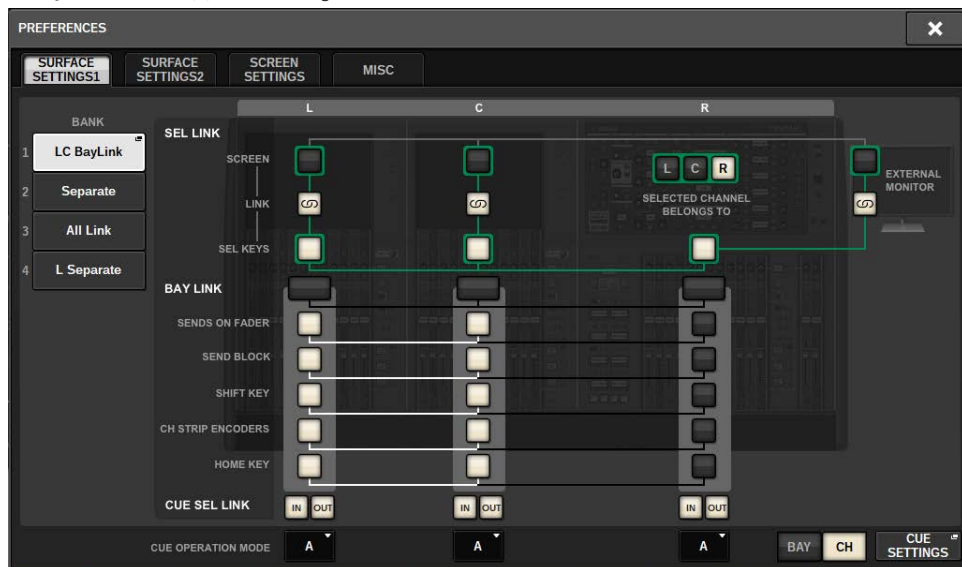 PREFERENCES
SURFACE
SETTINGS1
SURFACE
SETTINGS2
SCREEN
SETTINGS
MISC
L
C
R
BANK
1
LC BayLink
2
Separate
3
All Link
4
L Separate
SEL LINK
SCREEN
LINK
SEL KEYS
L C R
SELECTED CHANNEL
BELONGS TO
EXTERNAL
MONITOR
BAY LINK
SENDS ON FADER
SEND BLOCK
SHIFT KEY
CH STRIP ENCODERS
HOME KEY
CUE SEL LINK
IN OUT
IN OUT
IN OUT
CUE OPERATION MODE
A
A
A
BAY CH
CUE
SETTINGS